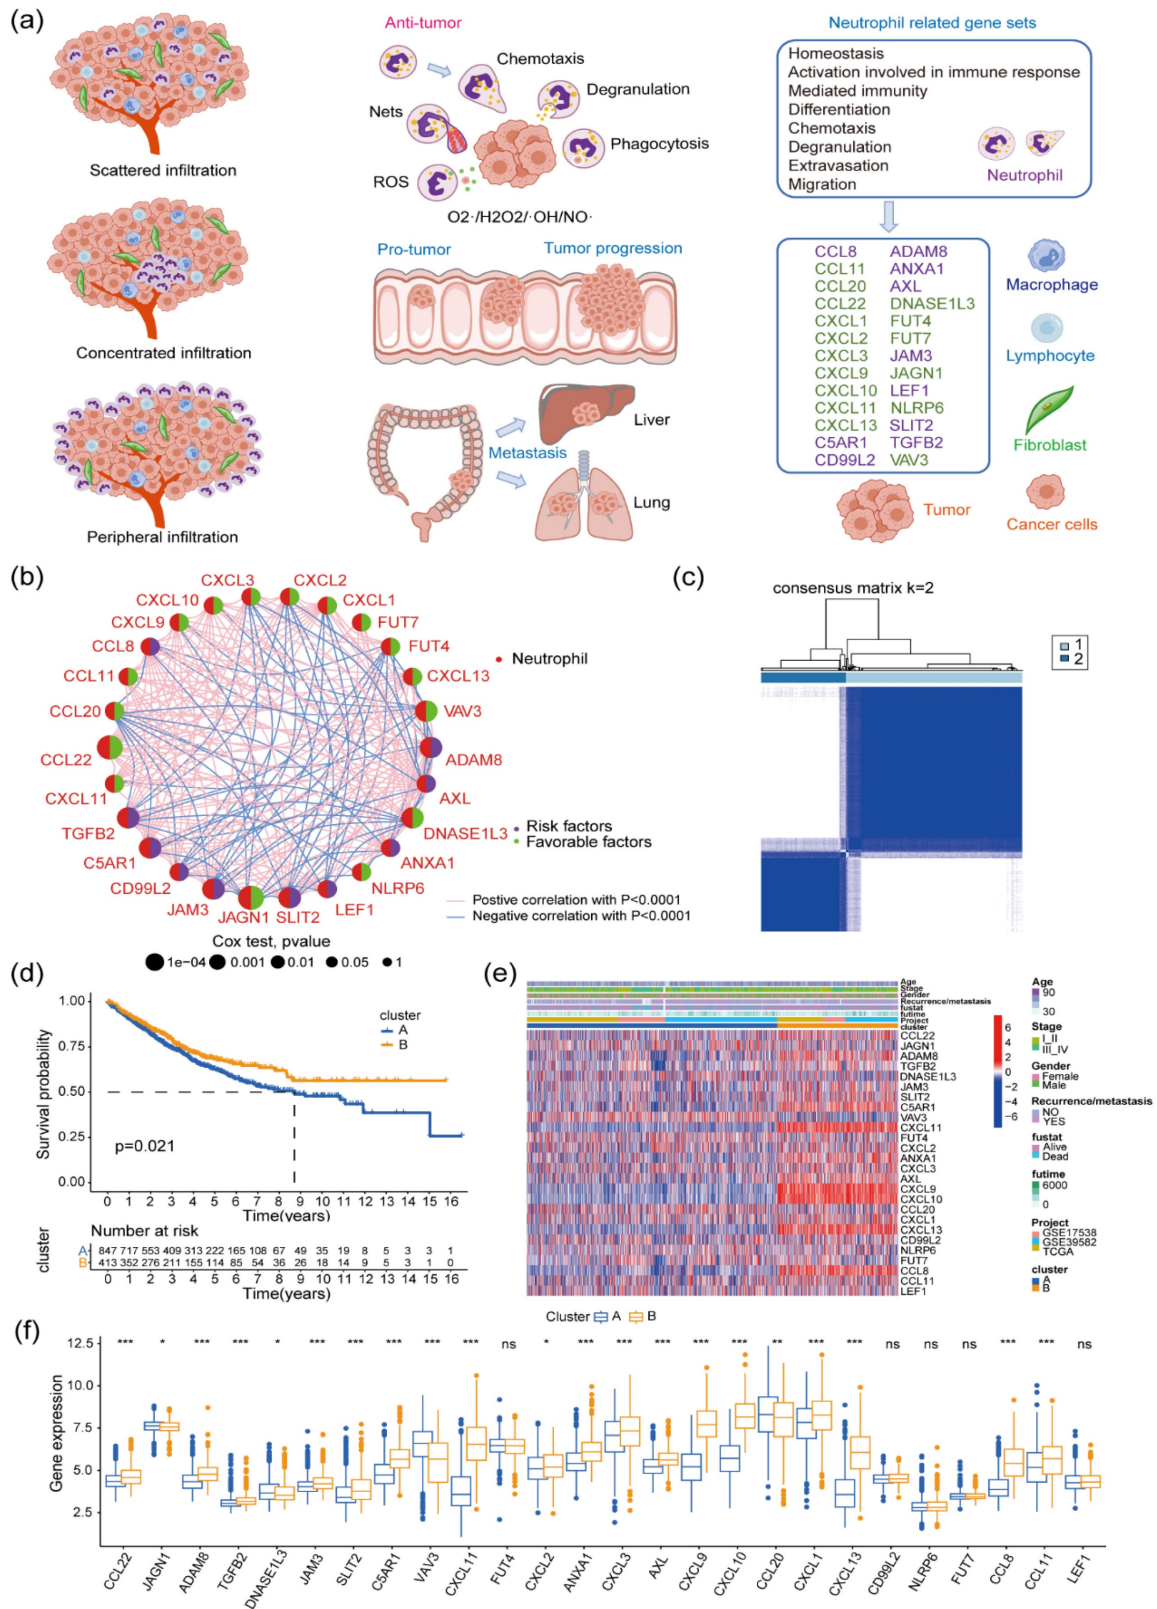 (a)
Scattered infiltration
Concentrated infiltration
Peripheral infiltration
Anti-tumor
Chemotaxis
Degranulation
Nets
Phagocytosis
ROS
O2·/H2O2/·OH/NO·
Pro-tumor
Tumor progression
Metastasis
Liver
Lung
Neutrophil related gene sets
Homeostasis
Activation involved in immune response
Mediated immunity
Differentiation
Chemotaxis
Degranulation
Extravasation
Migration
Neutrophil
CCL8 ADAM8
CCL11 ANXA1
CCL20 AXL
CCL22 DNASE1L3
CXCL1 FUT4
CXCL2 FUT7
CXCL3 JAM3
CXCL9 JAGN1
CXCL10 LEF1
CXCL11 NLRP6
CXCL13 SLIT2
C5AR1 TGFB2
CD99L2 VAV3
Macrophage
Lymphocyte
Fibroblast
Tumor
Cancer cells
(b)
CXCL3
CXCL2
CXCL10
CXCL1
CXCL9
FUT7
CCL8
FUT4
CCL11
CXCL13
CCL20
VAV3
CCL22
ADAM8
CXCL11
AXL
TGFB2
DNASE1L3
C5AR1
ANXA1
CD99L2
NLRP6
JAM3
JAGN1
SLIT2
LEF1
Neutrophil
Risk factors
Favorable factors
Postive correlation with P<0.0001
Negative correlation with P<0.0001
Cox test, pvalue
1e-04 0.001 0.01 0.05 1
(c)
consensus matrix k=2
1
2
(d)
Survival probability
1.00
0.75
0.50
0.25
0.00
cluster
A
B
p=0.021
0 1 2 3 4 5 6 7 8 9 10 11 12 13 14 15 16
Time(years)
Number at risk
cluster
A 847 717 553 409 313 222 165 108 67 49 35 19 8 5 3 3 1
B 413 352 276 211 155 114 85 54 36 26 18 14 9 5 3 1 0
0 1 2 3 4 5 6 7 8 9 10 11 12 13 14 15 16
Time(years)
(e)
Age
Stage
Gender
Recurrence/metastasis
fustat
futime
Project
cluster
CCL22
JAGN1
ADAM8
TGFB2
DNASE1L3
JAM3
SLIT2
C5AR1
VAV3
CXCL11
FUT4
CXCL2
ANXA1
CXCL3
AXL
CXCL9
CXCL10
CCL20
CXCL1
CXCL13
CD99L2
NLRP6
FUT7
CCL8
CCL11
LEF1
6
4
2
0
−2
−4
−6
Age
90
30
Stage
I_II
III_IV
Gender
Female
Male
Recurrence/metastasis
NO
YES
fustat
Alive
Dead
futime
6000
0
Project
GSE17538
GSE39582
TCGA
cluster
A
B
(f)
Cluster A B
Gene expression
12.5
10.0
7.5
5.0
2.5
*** * *** *** * *** *** *** *** *** ns * *** *** *** *** *** ** *** *** ns ns ns *** *** ns
CCL22
JAGN1
ADAM8
TGFB2
DNASE1L3
JAM3
SLIT2
C5AR1
VAV3
CXCL11
FUT4
CXCL2
ANXA1
CXCL3
AXL
CXCL9
CXCL10
CCL20
CXCL1
CXCL13
CD99L2
NLRP6
FUT7
CCL8
CCL11
LEF1